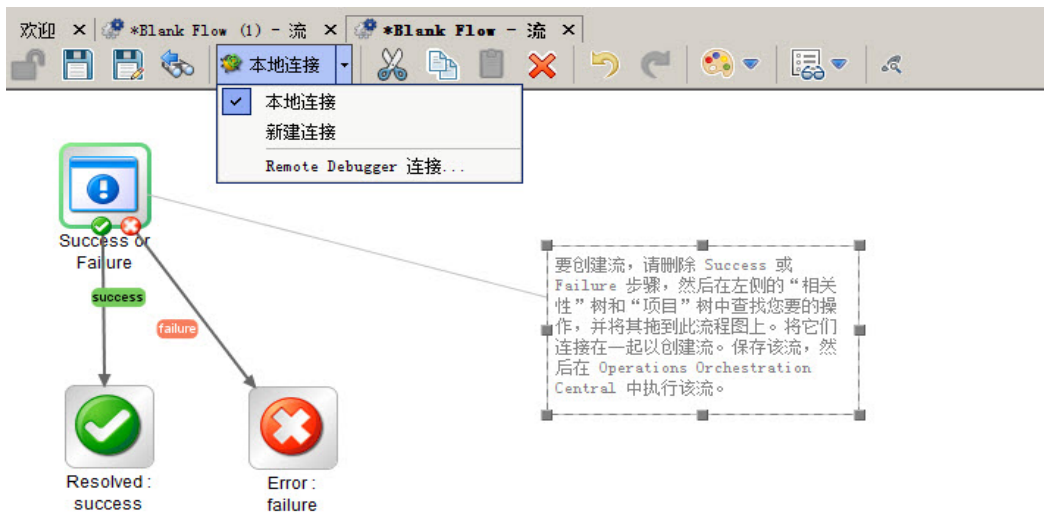 欢迎 *Blank Flow (1) - 流 *Blank Flow - 流
本地连接
本地连接
新建连接
Remote Debugger 连接...
Success or
Failure
success
failure
要创建流，请删除 Success 或
Failure 步骤，然后在左侧的“相关
性”树和“项目”树中查找您要的操
作，并将其拖到此流程图上。将它们
连接在一起以创建流。保存该流，然
后在 Operations Orchestration
Central 中执行该流。
Resolved :
success
Error :
failure